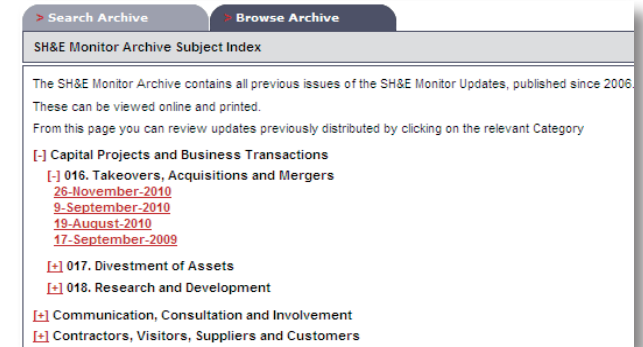 > Search Archive
> Browse Archive
SH&E Monitor Archive Subject Index
The SH&E Monitor Archive contains all previous issues of the SH&E Monitor Updates, published since 2006.
These can be viewed online and printed.
From this page you can review updates previously distributed by clicking on the relevant Category
[-] Capital Projects and Business Transactions
[-] 016. Takeovers, Acquisitions and Mergers
26-November-2010
9-September-2010
19-August-2010
17-September-2009
[+] 017. Divestment of Assets
[+] 018. Research and Development
[+] Communication, Consultation and Involvement
[+] Contractors, Visitors, Suppliers and Customers